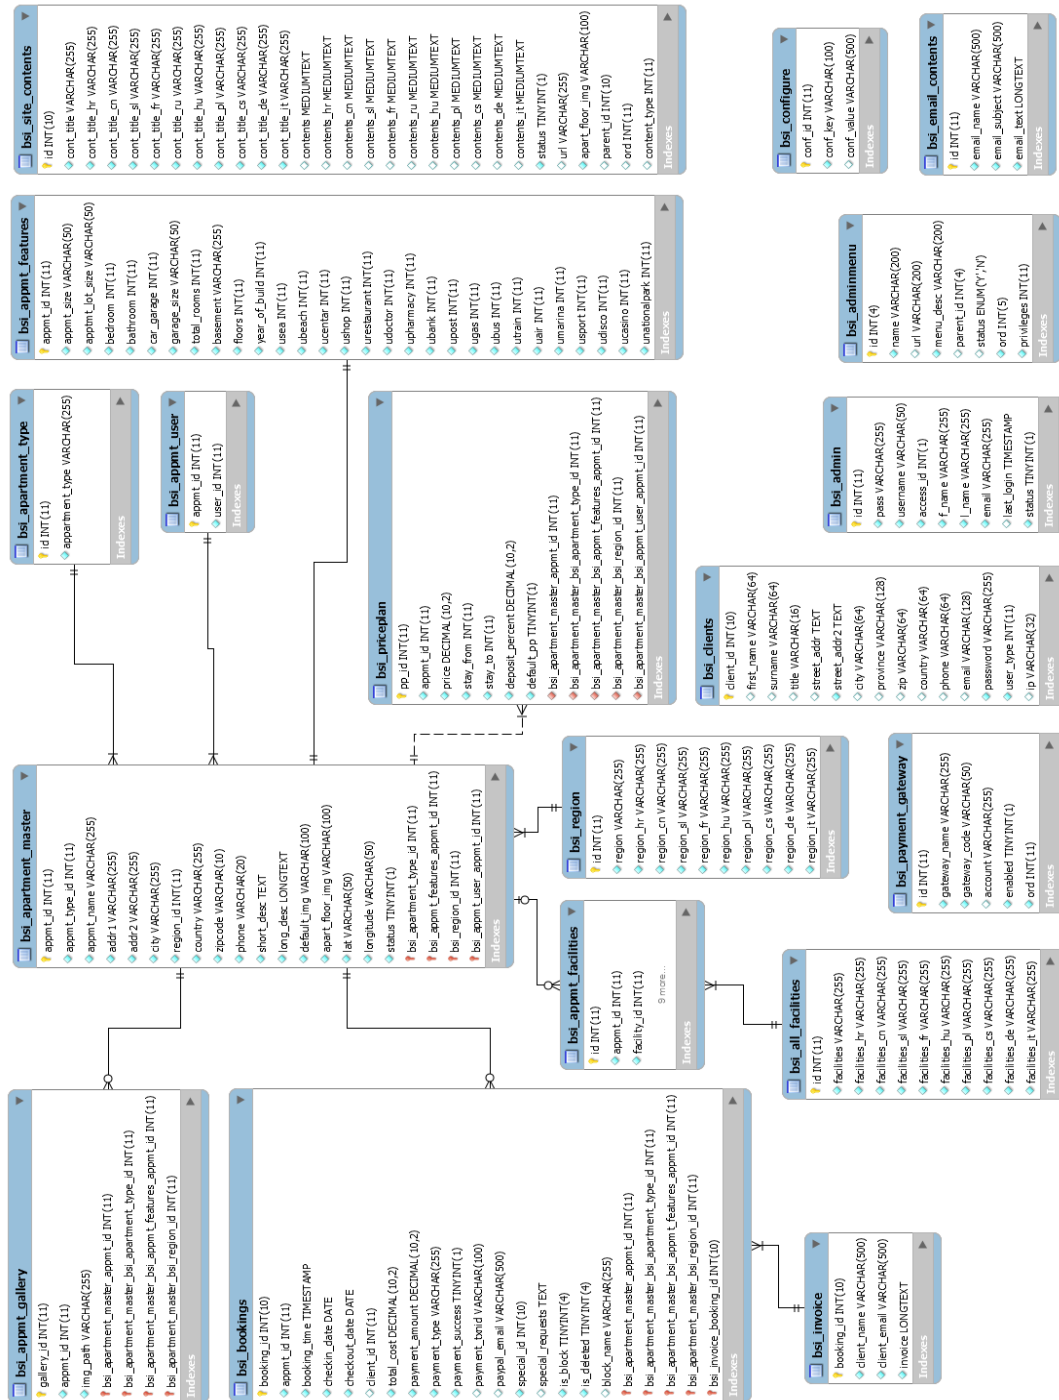 bsi_appmt_gallery
gallery_id INT(11)
appmt_id INT(11)
img_path VARCHAR(255)
bsi_apartment_master_appmt_id INT(11)
bsi_apartment_master_bsi_apartment_type_id INT(11)
bsi_apartment_master_bsi_appmt_features_appmt_id INT(11)
bsi_apartment_master_bsi_region_id INT(11)
Indexes
bsi_apartment_master
appmt_id INT(11)
appmt_type_id INT(11)
appmt_name VARCHAR(255)
addr1 VARCHAR(255)
addr2 VARCHAR(255)
city VARCHAR(255)
region_id INT(11)
country VARCHAR(255)
zipcode VARCHAR(10)
phone VARCHAR(20)
short_desc TEXT
long_desc LONGTEXT
default_img VARCHAR(100)
apart_floor_img VARCHAR(100)
lat VARCHAR(50)
longitude VARCHAR(50)
status TINYINT(1)
bsi_apartment_type_id INT(11)
bsi_appmt_features_appmt_id INT(11)
bsi_region_id INT(11)
bsi_appmt_user_appmt_id INT(11)
Indexes
bsi_apartment_type
id INT(11)
appartment_type VARCHAR(255)
Indexes
bsi_appmt_user
appmt_id INT(11)
user_id INT(11)
Indexes
bsi_appmt_features
appmt_id INT(11)
appmt_size VARCHAR(50)
apptmt_lot_size VARCHAR(50)
bedroom INT(11)
bathroom INT(11)
car_garage INT(11)
garage_size VARCHAR(50)
total_rooms INT(11)
basement VARCHAR(255)
floors INT(11)
year_of_build INT(11)
usea INT(11)
ubeach INT(11)
ucentar INT(11)
ushop INT(11)
urestaurant INT(11)
udoctor INT(11)
upharmacy INT(11)
ubank INT(11)
upost INT(11)
ugas INT(11)
ubus INT(11)
utrain INT(11)
uair INT(11)
umarina INT(11)
usport INT(11)
udisco INT(11)
ucasino INT(11)
unationalpark INT(11)
Indexes
bsi_site_contents
id INT(10)
cont_title VARCHAR(255)
cont_title_hr VARCHAR(255)
cont_title_cn VARCHAR(255)
cont_title_sl VARCHAR(255)
cont_title_fr VARCHAR(255)
cont_title_ru VARCHAR(255)
cont_title_hu VARCHAR(255)
cont_title_pl VARCHAR(255)
cont_title_cs VARCHAR(255)
cont_title_de VARCHAR(255)
cont_title_it VARCHAR(255)
contents MEDIUMTEXT
contents_hr MEDIUMTEXT
contents_cn MEDIUMTEXT
contents_sl MEDIUMTEXT
contents_fr MEDIUMTEXT
contents_ru MEDIUMTEXT
contents_hu MEDIUMTEXT
contents_pl MEDIUMTEXT
contents_cs MEDIUMTEXT
contents_de MEDIUMTEXT
contents_it MEDIUMTEXT
status TINYINT(1)
url VARCHAR(255)
apart_floor_img VARCHAR(100)
parent_id INT(10)
ord INT(11)
content_type INT(11)
Indexes
bsi_bookings
booking_id INT(10)
appmt_id INT(11)
booking_time TIMESTAMP
checkin_date DATE
checkout_date DATE
client_id INT(11)
total_cost DECIMAL(10,2)
payment_amount DECIMAL(10,2)
payment_type VARCHAR(255)
payment_success TINYINT(1)
payment_txnid VARCHAR(100)
paypal_email VARCHAR(500)
special_id INT(10)
special_requests TEXT
is_block TINYINT(4)
is_deleted TINYINT(4)
block_name VARCHAR(255)
bsi_apartment_master_appmt_id INT(11)
bsi_apartment_master_bsi_apartment_type_id INT(11)
bsi_apartment_master_bsi_appmt_features_appmt_id INT(11)
bsi_apartment_master_bsi_region_id INT(11)
bsi_invoice_booking_id INT(10)
Indexes
bsi_priceplan
pp_id INT(11)
appmt_id INT(11)
price DECIMAL(10,2)
stay_from INT(11)
stay_to INT(11)
deposit_percent DECIMAL(10,2)
default_pp TINYINT(1)
bsi_apartment_master_appmt_id INT(11)
bsi_apartment_master_bsi_apartment_type_id INT(11)
bsi_apartment_master_bsi_appmt_features_appmt_id INT(11)
bsi_apartment_master_bsi_region_id INT(11)
bsi_apartment_master_bsi_appmt_user_appmt_id INT(11)
Indexes
bsi_appmt_facilities
id INT(11)
appmt_id INT(11)
facility_id INT(11)
9 more...
Indexes
bsi_region
id INT(11)
region VARCHAR(255)
region_hr VARCHAR(255)
region_cn VARCHAR(255)
region_sl VARCHAR(255)
region_fr VARCHAR(255)
region_hu VARCHAR(255)
region_pl VARCHAR(255)
region_cs VARCHAR(255)
region_de VARCHAR(255)
region_it VARCHAR(255)
Indexes
bsi_clients
client_id INT(10)
first_name VARCHAR(64)
surname VARCHAR(64)
title VARCHAR(16)
street_addr TEXT
street_addr2 TEXT
city VARCHAR(64)
province VARCHAR(128)
zip VARCHAR(64)
country VARCHAR(64)
phone VARCHAR(64)
email VARCHAR(128)
password VARCHAR(255)
user_type INT(11)
ip VARCHAR(32)
Indexes
bsi_invoice
booking_id INT(10)
client_name VARCHAR(500)
client_email VARCHAR(500)
invoice LONGTEXT
Indexes
bsi_all_facilities
id INT(11)
facilities VARCHAR(255)
facilities_hr VARCHAR(255)
facilities_cn VARCHAR(255)
facilities_sl VARCHAR(255)
facilities_fr VARCHAR(255)
facilities_hu VARCHAR(255)
facilities_pl VARCHAR(255)
facilities_cs VARCHAR(255)
facilities_de VARCHAR(255)
facilities_it VARCHAR(255)
Indexes
bsi_payment_gateway
id INT(11)
gateway_name VARCHAR(255)
gateway_code VARCHAR(50)
account VARCHAR(255)
enabled TINYINT(1)
ord INT(11)
Indexes
bsi_admin
id INT(11)
pass VARCHAR(255)
username VARCHAR(50)
access_id INT(1)
f_name VARCHAR(255)
l_name VARCHAR(255)
email VARCHAR(255)
last_login TIMESTAMP
status TINYINT(1)
Indexes
bsi_adminmenu
id INT(4)
name VARCHAR(200)
url VARCHAR(200)
menu_desc VARCHAR(200)
parent_id INT(4)
status ENUM('Y','N')
ord INT(5)
privileges INT(11)
Indexes
bsi_configure
conf_id INT(11)
conf_key VARCHAR(100)
conf_value VARCHAR(500)
Indexes
bsi_email_contents
id INT(11)
email_name VARCHAR(500)
email_subject VARCHAR(500)
email_text LONGTEXT
Indexes